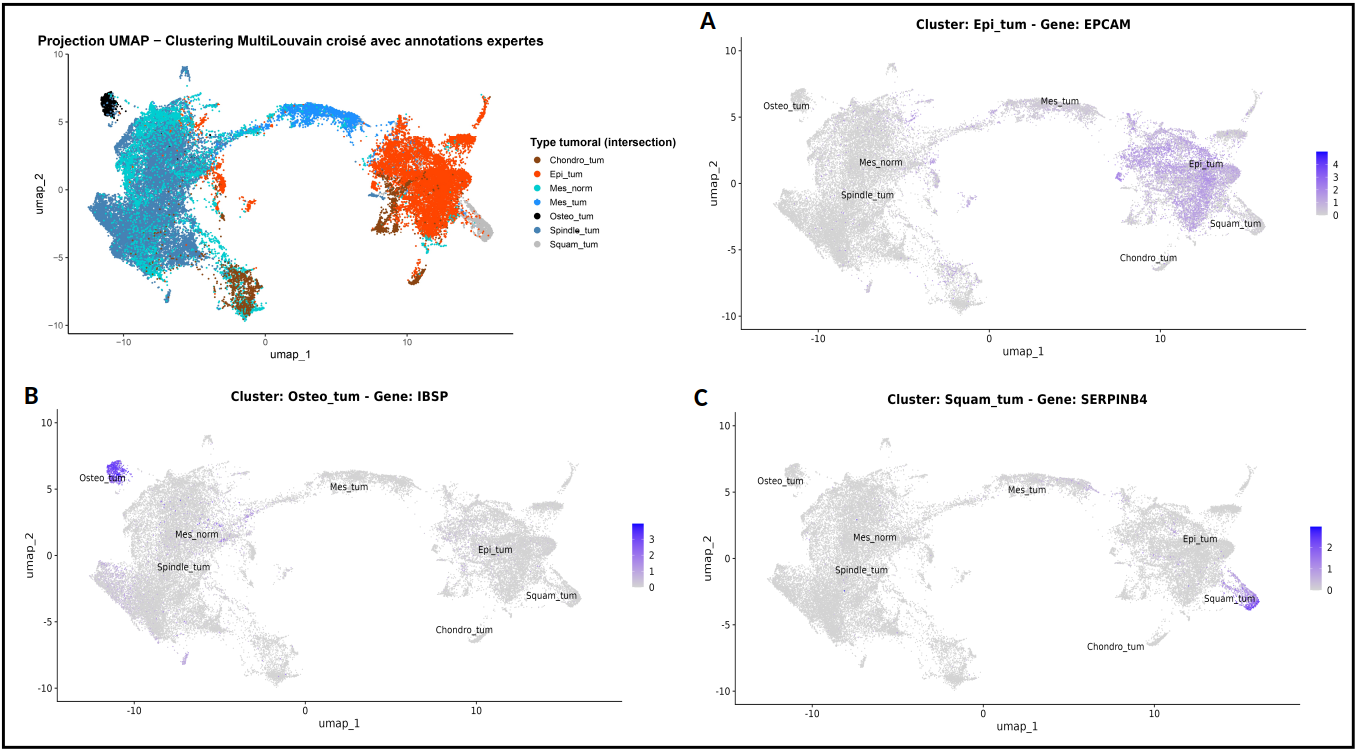 Projection UMAP − Clustering MultiLouvain croisé avec annotations expertes
10
5
0
−5
−10
umap_2
−10
0
10
umap_1
Type tumoral (intersection)
Chondro_tum
Epi_tum
Mes_norm
Mes_tum
Osteo_tum
Spindle_tum
Squam_tum
A
Cluster: Epi_tum - Gene: EPCAM
10
5
0
-5
-10
umap_2
Osteo_tum
Mes_tum
Mes_norm
Epi_tum
Spindle_tum
Squam_tum
Chondro_tum
-10
0
10
umap_1
4
3
2
1
0
B
Cluster: Osteo_tum - Gene: IBSP
10
5
0
-5
-10
umap_2
Osteo_tum
Mes_tum
Mes_norm
Epi_tum
Spindle_tum
Squam_tum
Chondro_tum
-10
0
10
umap_1
3
2
1
0
C
Cluster: Squam_tum - Gene: SERPINB4
10
5
0
-5
-10
umap_2
Osteo_tum
Mes_tum
Mes_norm
Epi_tum
Spindle_tum
Squam_tum
Chondro_tum
-10
0
10
umap_1
2
1
0